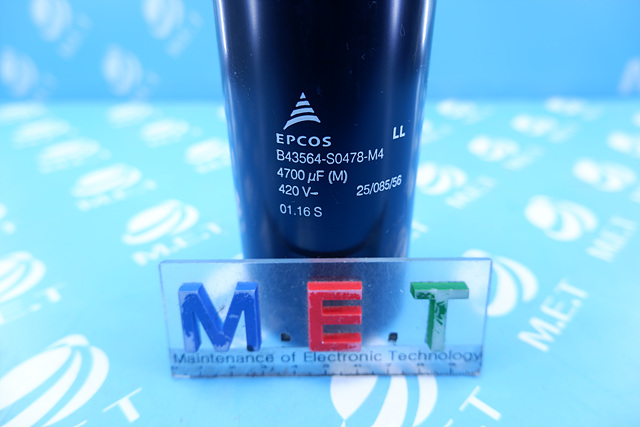 EPCOS
LL
B43564-S0478-M4
4700 µF (M)
420 V⎓ 25/085/56
01.16 S
M.E.T
Maintenance of Electronic Technology
M.E.T
M.E.T
M.E.T
M.E.T
M.E.T